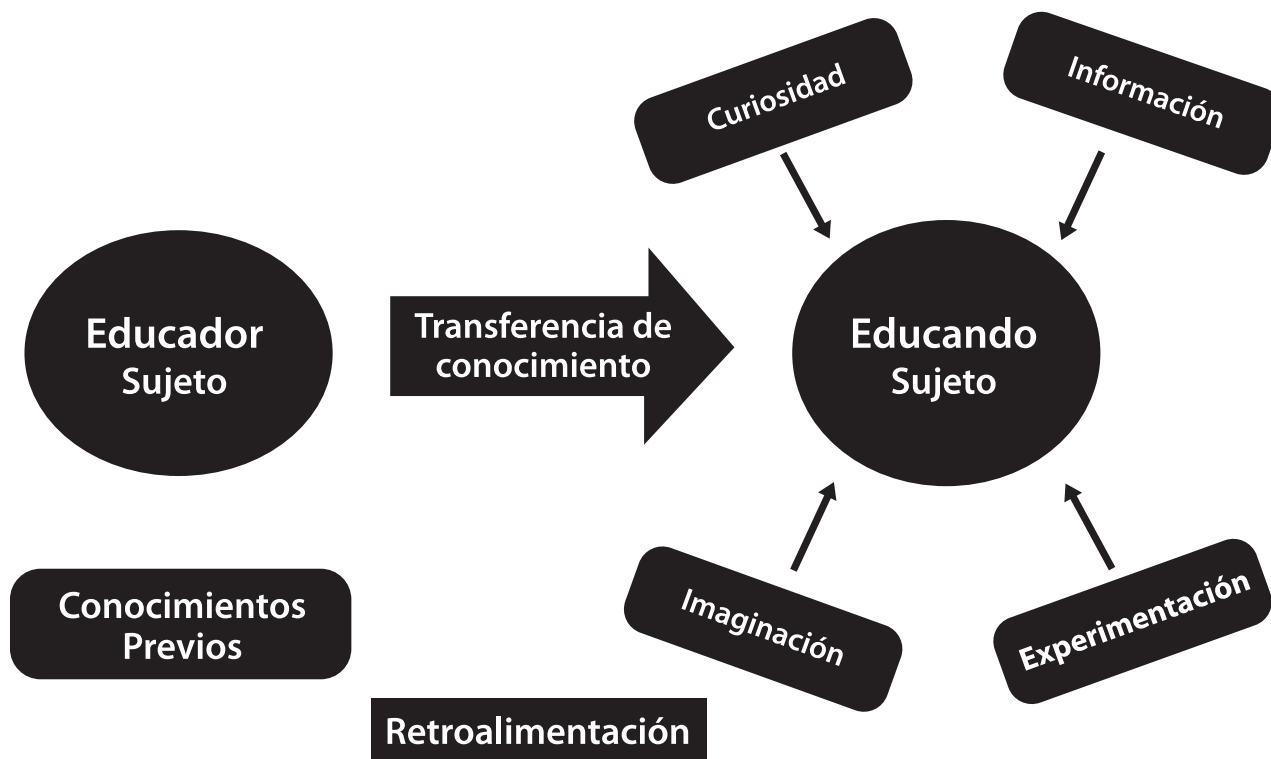 Curiosidad
Información
Educador
Sujeto
Transferencia de
conocimiento
Educando
Sujeto
Conocimientos
Previos
Imaginación
Experimentación
Retroalimentación